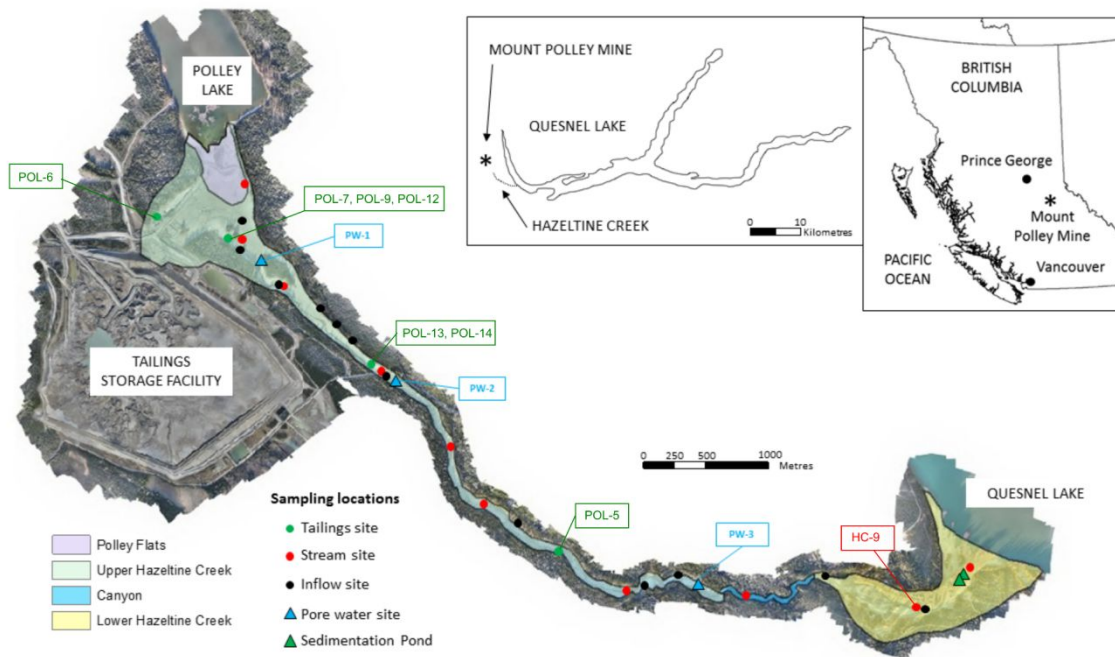 POLLEY
LAKE
POL-6
POL-7, POL-9, POL-12
PW-1
POL-13, POL-14
PW-2
TAILINGS
STORAGE FACILITY
POL-5
PW-3
HC-9
QUESNEL LAKE
0 250 500 1000
Metres
MOUNT POLLEY MINE
*
QUESNEL LAKE
HAZELTINE CREEK
0 10
Kilometres
BRITISH
COLUMBIA
Prince George
*
Mount
Polley Mine
Vancouver
PACIFIC
OCEAN
Polley Flats
Upper Hazeltine Creek
Canyon
Lower Hazeltine Creek
Sampling locations
Tailings site
Stream site
Inflow site
Pore water site
Sedimentation Pond